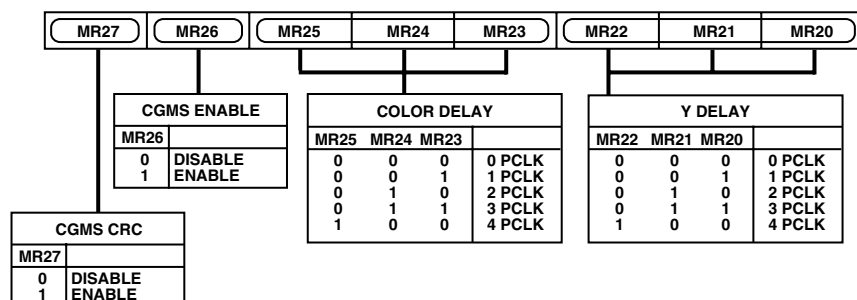 MR27 MR26 MR25 MR24 MR23 MR22 MR21 MR20
CGMS ENABLE
MR26
0 DISABLE
1 ENABLE
COLOR DELAY
MR25 MR24 MR23
0 0 0 0 PCLK
0 0 1 1 PCLK
0 1 0 2 PCLK
0 1 1 3 PCLK
1 0 0 4 PCLK
Y DELAY
MR22 MR21 MR20
0 0 0 0 PCLK
0 0 1 1 PCLK
0 1 0 2 PCLK
0 1 1 3 PCLK
1 0 0 4 PCLK
CGMS CRC
MR27
0 DISABLE
1 ENABLE